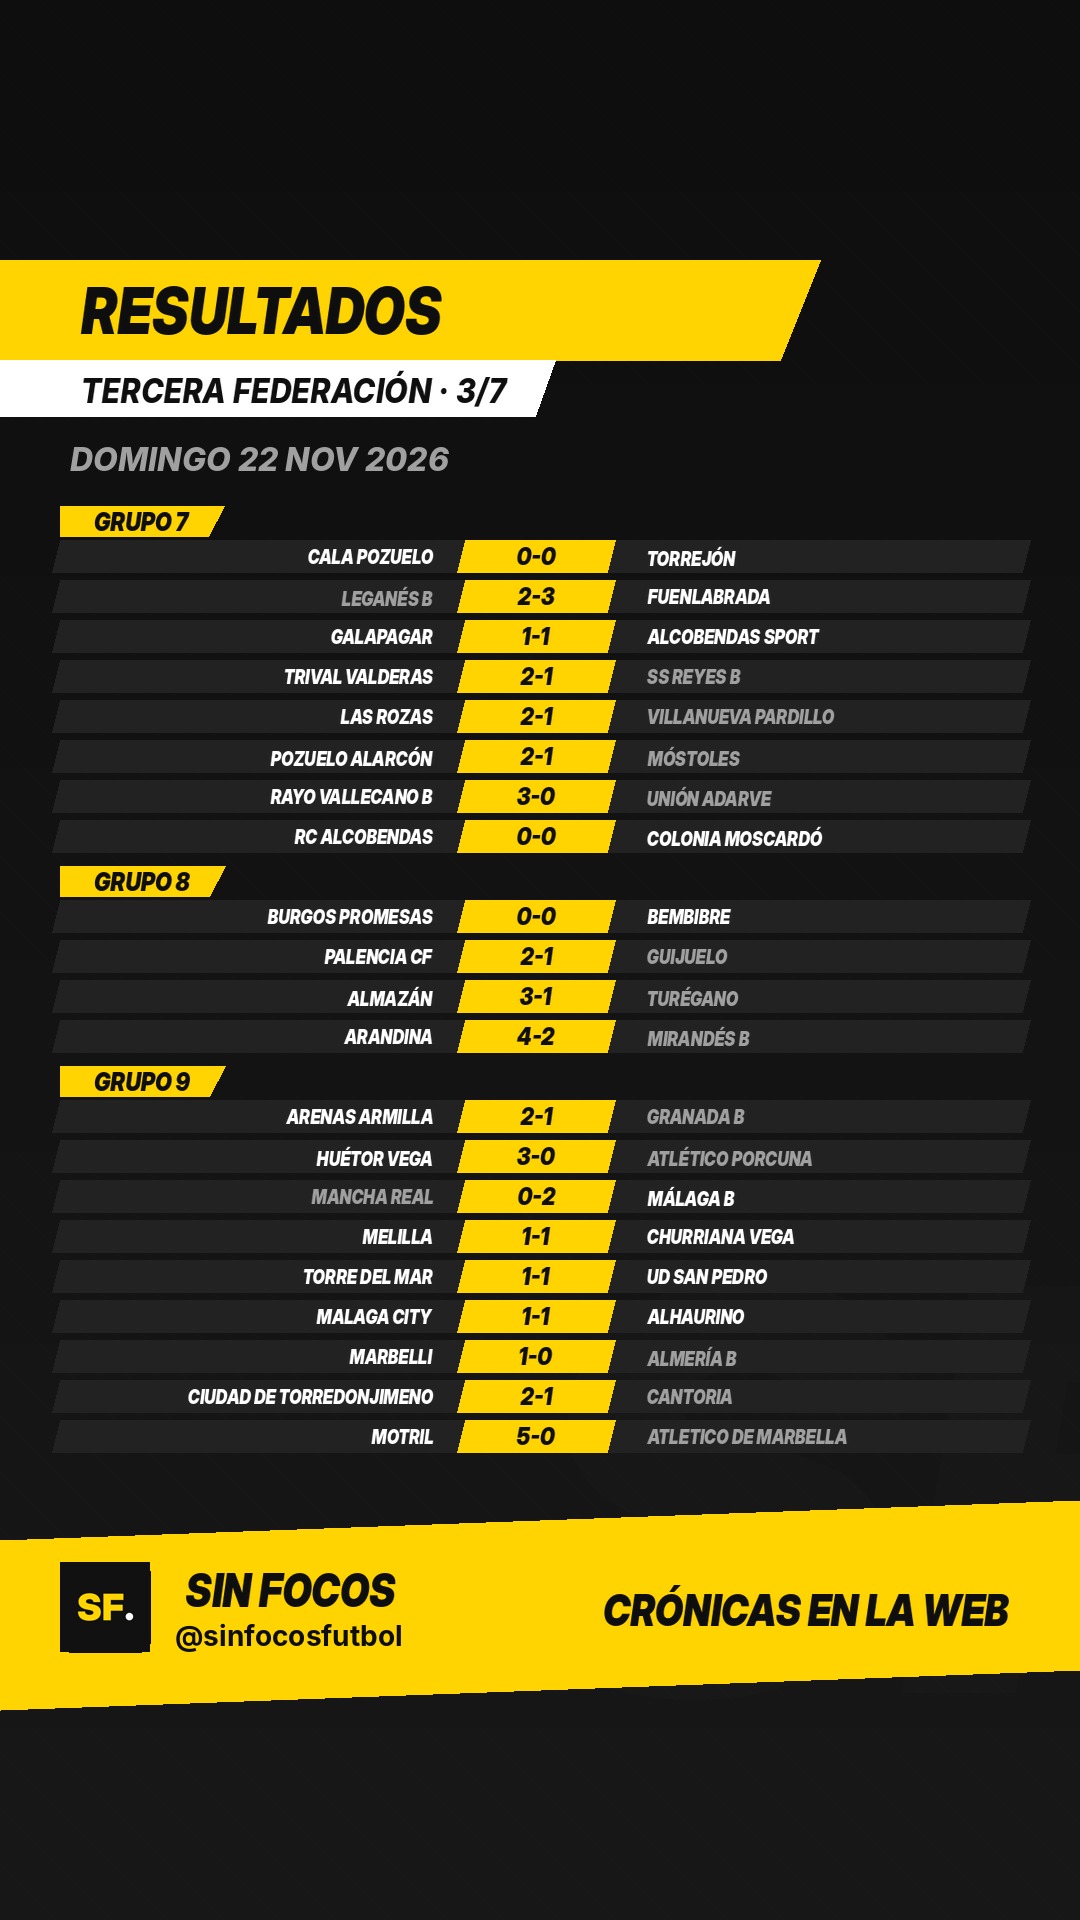 RESULTADOS
TERCERA FEDERACIÓN · 3/7
DOMINGO 22 NOV 2026
GRUPO 7
CALA POZUELO 0-0 TORREJÓN
LEGANÉS B 2-3 FUENLABRADA
GALAPAGAR 1-1 ALCOBENDAS SPORT
TRIVAL VALDERAS 2-1 SS REYES B
LAS ROZAS 2-1 VILLANUEVA PARDILLO
POZUELO ALARCÓN 2-1 MÓSTOLES
RAYO VALLECANO B 3-0 UNIÓN ADARVE
RC ALCOBENDAS 0-0 COLONIA MOSCARDÓ
GRUPO 8
BURGOS PROMESAS 0-0 BEMBIBRE
PALENCIA CF 2-1 GUIJUELO
ALMAZÁN 3-1 TURÉGANO
ARANDINA 4-2 MIRANDÉS B
GRUPO 9
ARENAS ARMILLA 2-1 GRANADA B
HUÉTOR VEGA 3-0 ATLÉTICO PORCUNA
MANCHA REAL 0-2 MÁLAGA B
MELILLA 1-1 CHURRIANA VEGA
TORRE DEL MAR 1-1 UD SAN PEDRO
MALAGA CITY 1-1 ALHAURINO
MARBELLI 1-0 ALMERÍA B
CIUDAD DE TORREDONJIMENO 2-1 CANTORIA
MOTRIL 5-0 ATLETICO DE MARBELLA
SF.
SIN FOCOS
@sinfocosfutbol
CRÓNICAS EN LA WEB